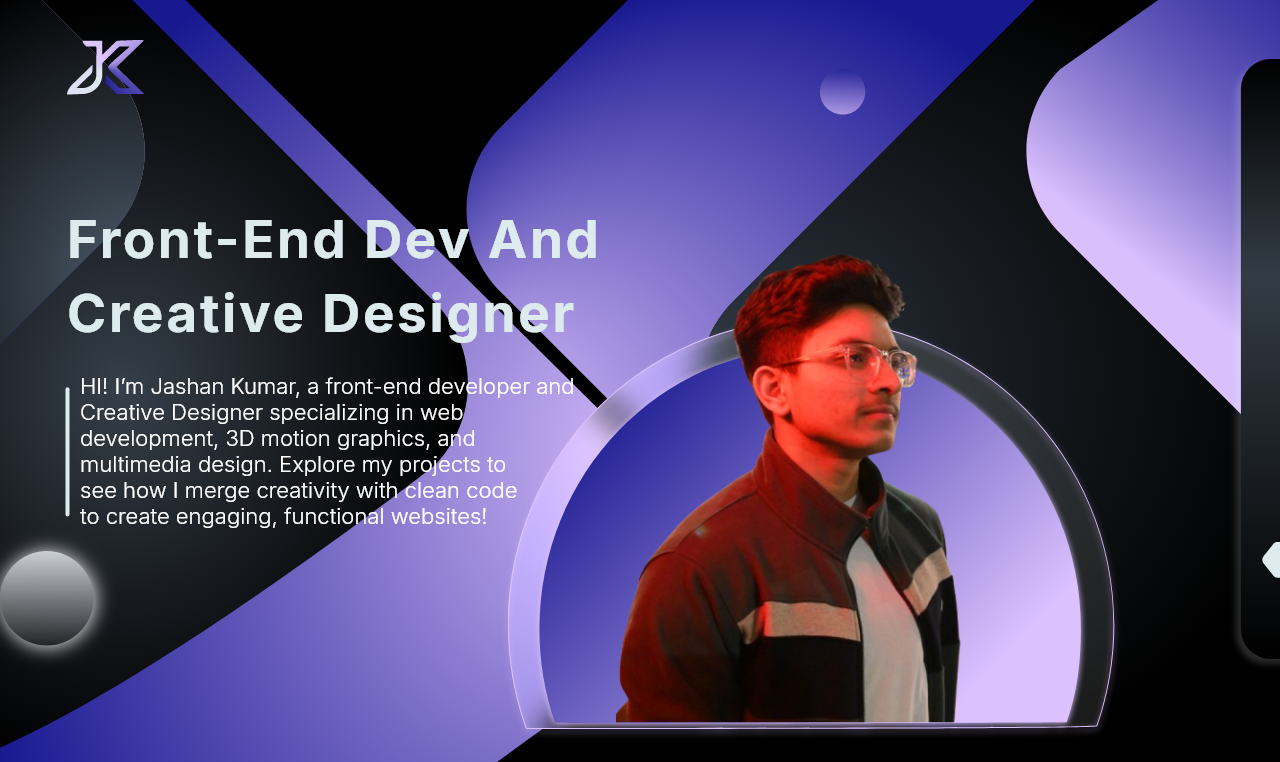 JK
Front-End Dev And
Creative Designer
HI! I’m Jashan Kumar, a front-end developer and
Creative Designer specializing in web
development, 3D motion graphics, and
multimedia design. Explore my projects to
see how I merge creativity with clean code
to create engaging, functional websites!